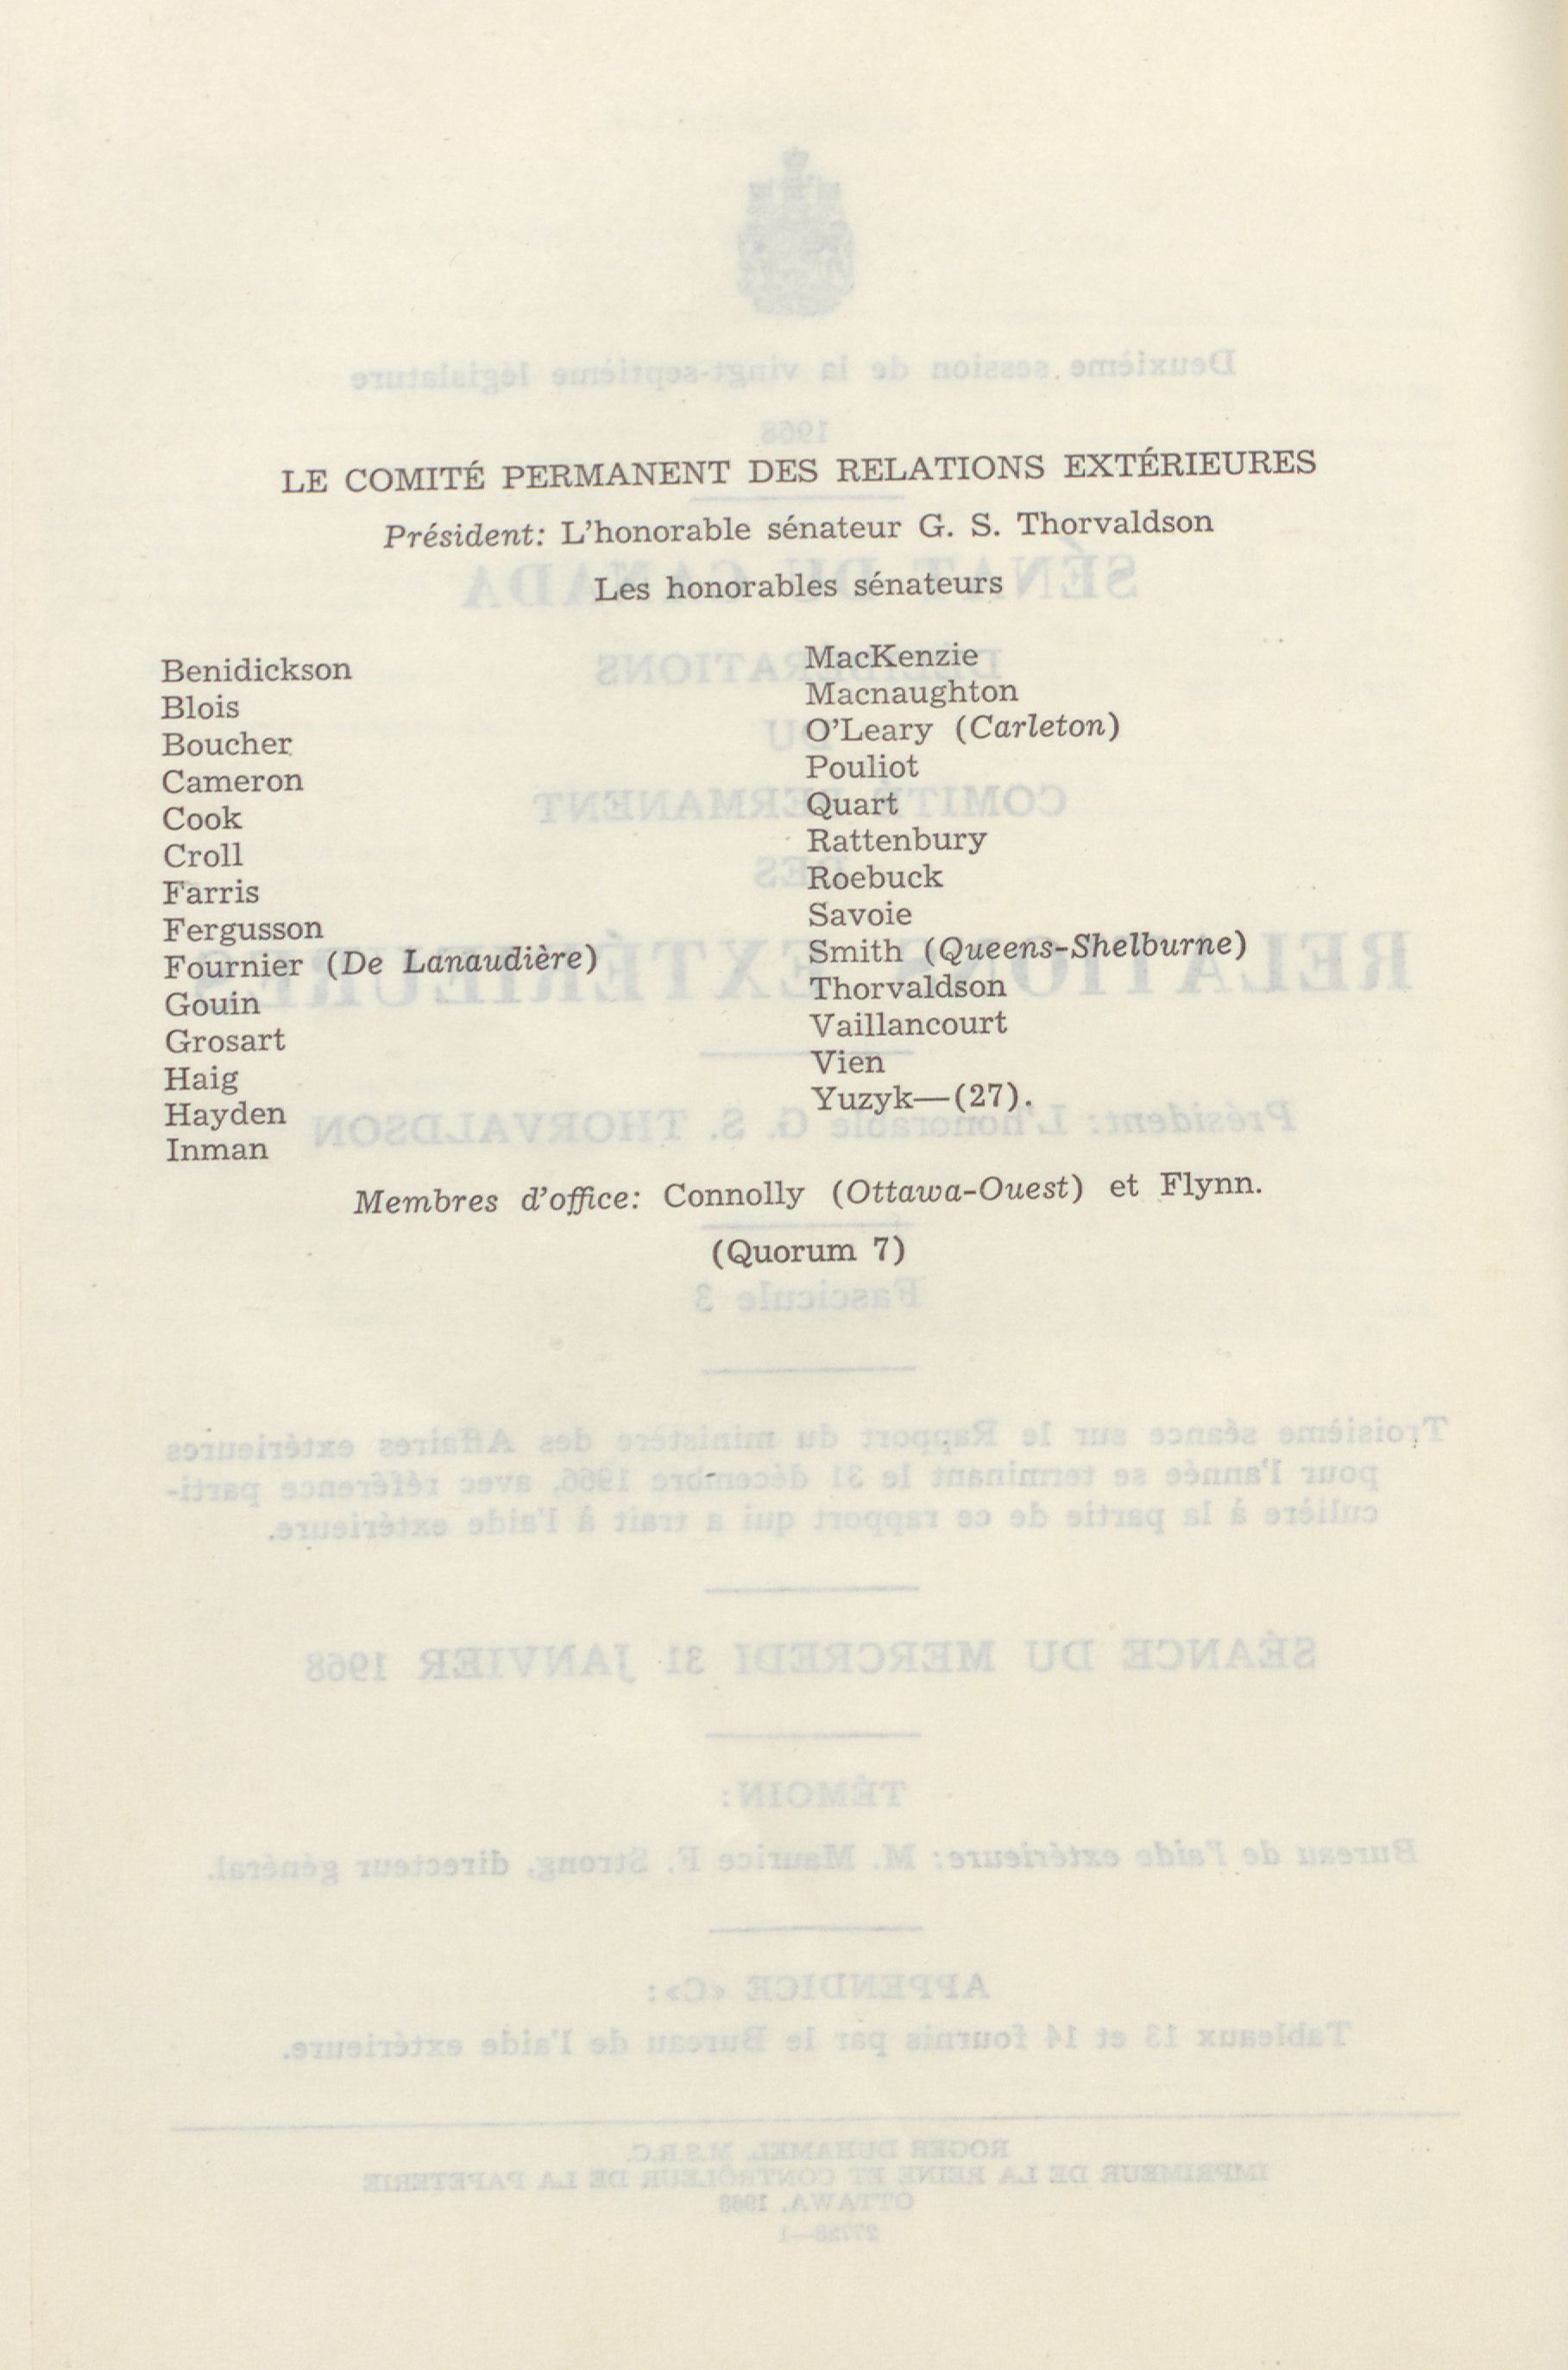 LE COMITÉ PERMANENT DES RELATIONS EXTÉRIEURES
Président: L'honorable sénateur G. S. Thorvaldson
Les honorables sénateurs
Benidickson
Blois
Boucher
Cameron
Cook
Croll
Farris
Fergusson
Fournier (De Lanaudière)
Gouin
Grosart
Haig
Hayden
Inman
MacKenzie
Macnaughton
O'Leary (Carleton)
Pouliot
Quart
Rattenbury
Roebuck
Savoie
Smith (Queens-Shelburne)
Thorvaldson
Vaillancourt
Vien
Yuzyk—(27).
Membres d'office: Connolly (Ottawa-Ouest) et Flynn.
(Quorum 7)